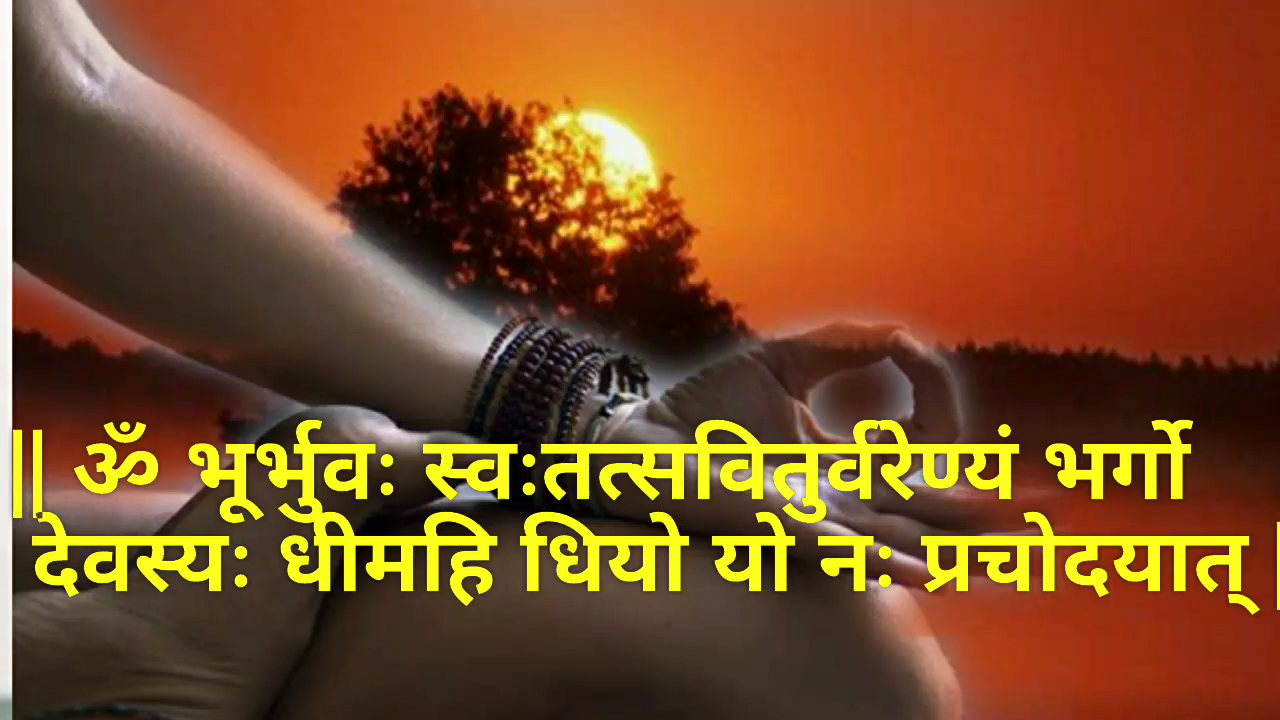 || ॐ भूर्भुवः स्वःतत्सवितुर्वरेण्यं भर्गो
देवस्यः धीमहि धियो यो नः प्रचोदयात् |